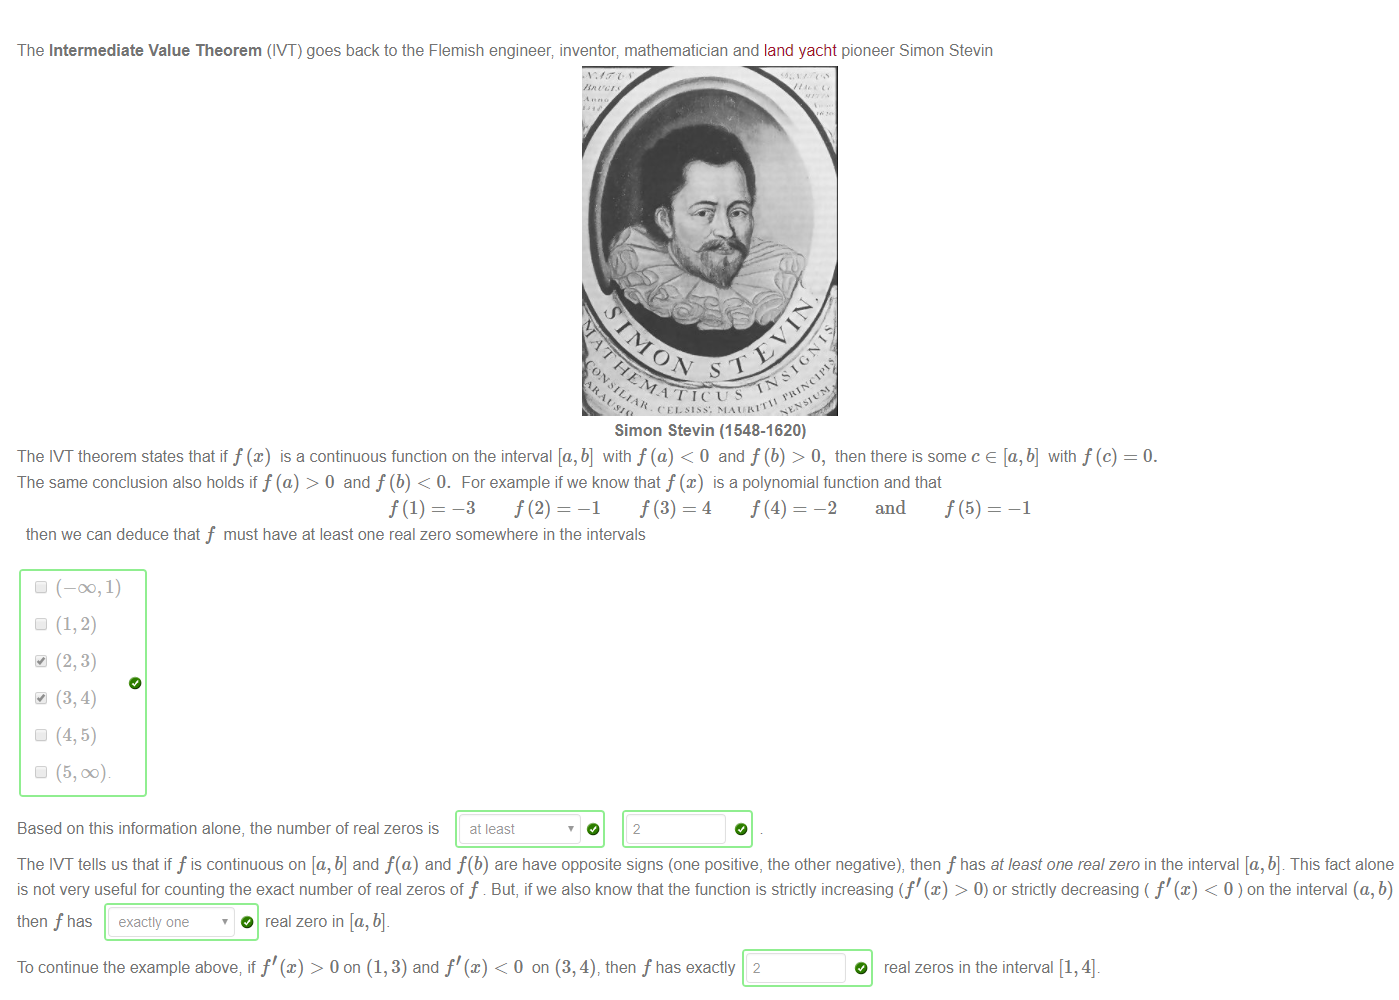 The Intermediate Value Theorem (IVT) goes back to the Flemish engineer, inventor, mathematician and land yacht pioneer Simon Stevin
NATUS
BRUGIS
Anno
SIMON STEVIN.
MATHEMATICUS INSIGNIS
CONSILIAR. CELSISS. MAURITII PRINCIPIS
ARAUSIO NENSIUM
Simon Stevin (1548-1620)
The IVT theorem states that if f (x) is a continuous function on the interval [a, b] with f (a) < 0 and f (b) > 0, then there is some c ∈ [a, b] with f (c) = 0.
The same conclusion also holds if f (a) > 0 and f (b) < 0. For example if we know that f (x) is a polynomial function and that
f (1) = −3 f (2) = −1 f (3) = 4 f (4) = −2 and f (5) = −1
then we can deduce that f must have at least one real zero somewhere in the intervals
(−∞, 1)
(1, 2)
(2, 3)
(3, 4)
(4, 5)
(5, ∞).
Based on this information alone, the number of real zeros is at least 2 .
The IVT tells us that if f is continuous on [a, b] and f(a) and f(b) are have opposite signs (one positive, the other negative), then f has at least one real zero in the interval [a, b]. This fact alone
is not very useful for counting the exact number of real zeros of f . But, if we also know that the function is strictly increasing (f′ (x) > 0) or strictly decreasing ( f′ (x) < 0 ) on the interval (a, b)
then f has exactly one real zero in [a, b].
To continue the example above, if f′ (x) > 0 on (1, 3) and f′ (x) < 0 on (3, 4), then f has exactly 2 real zeros in the interval [1, 4].